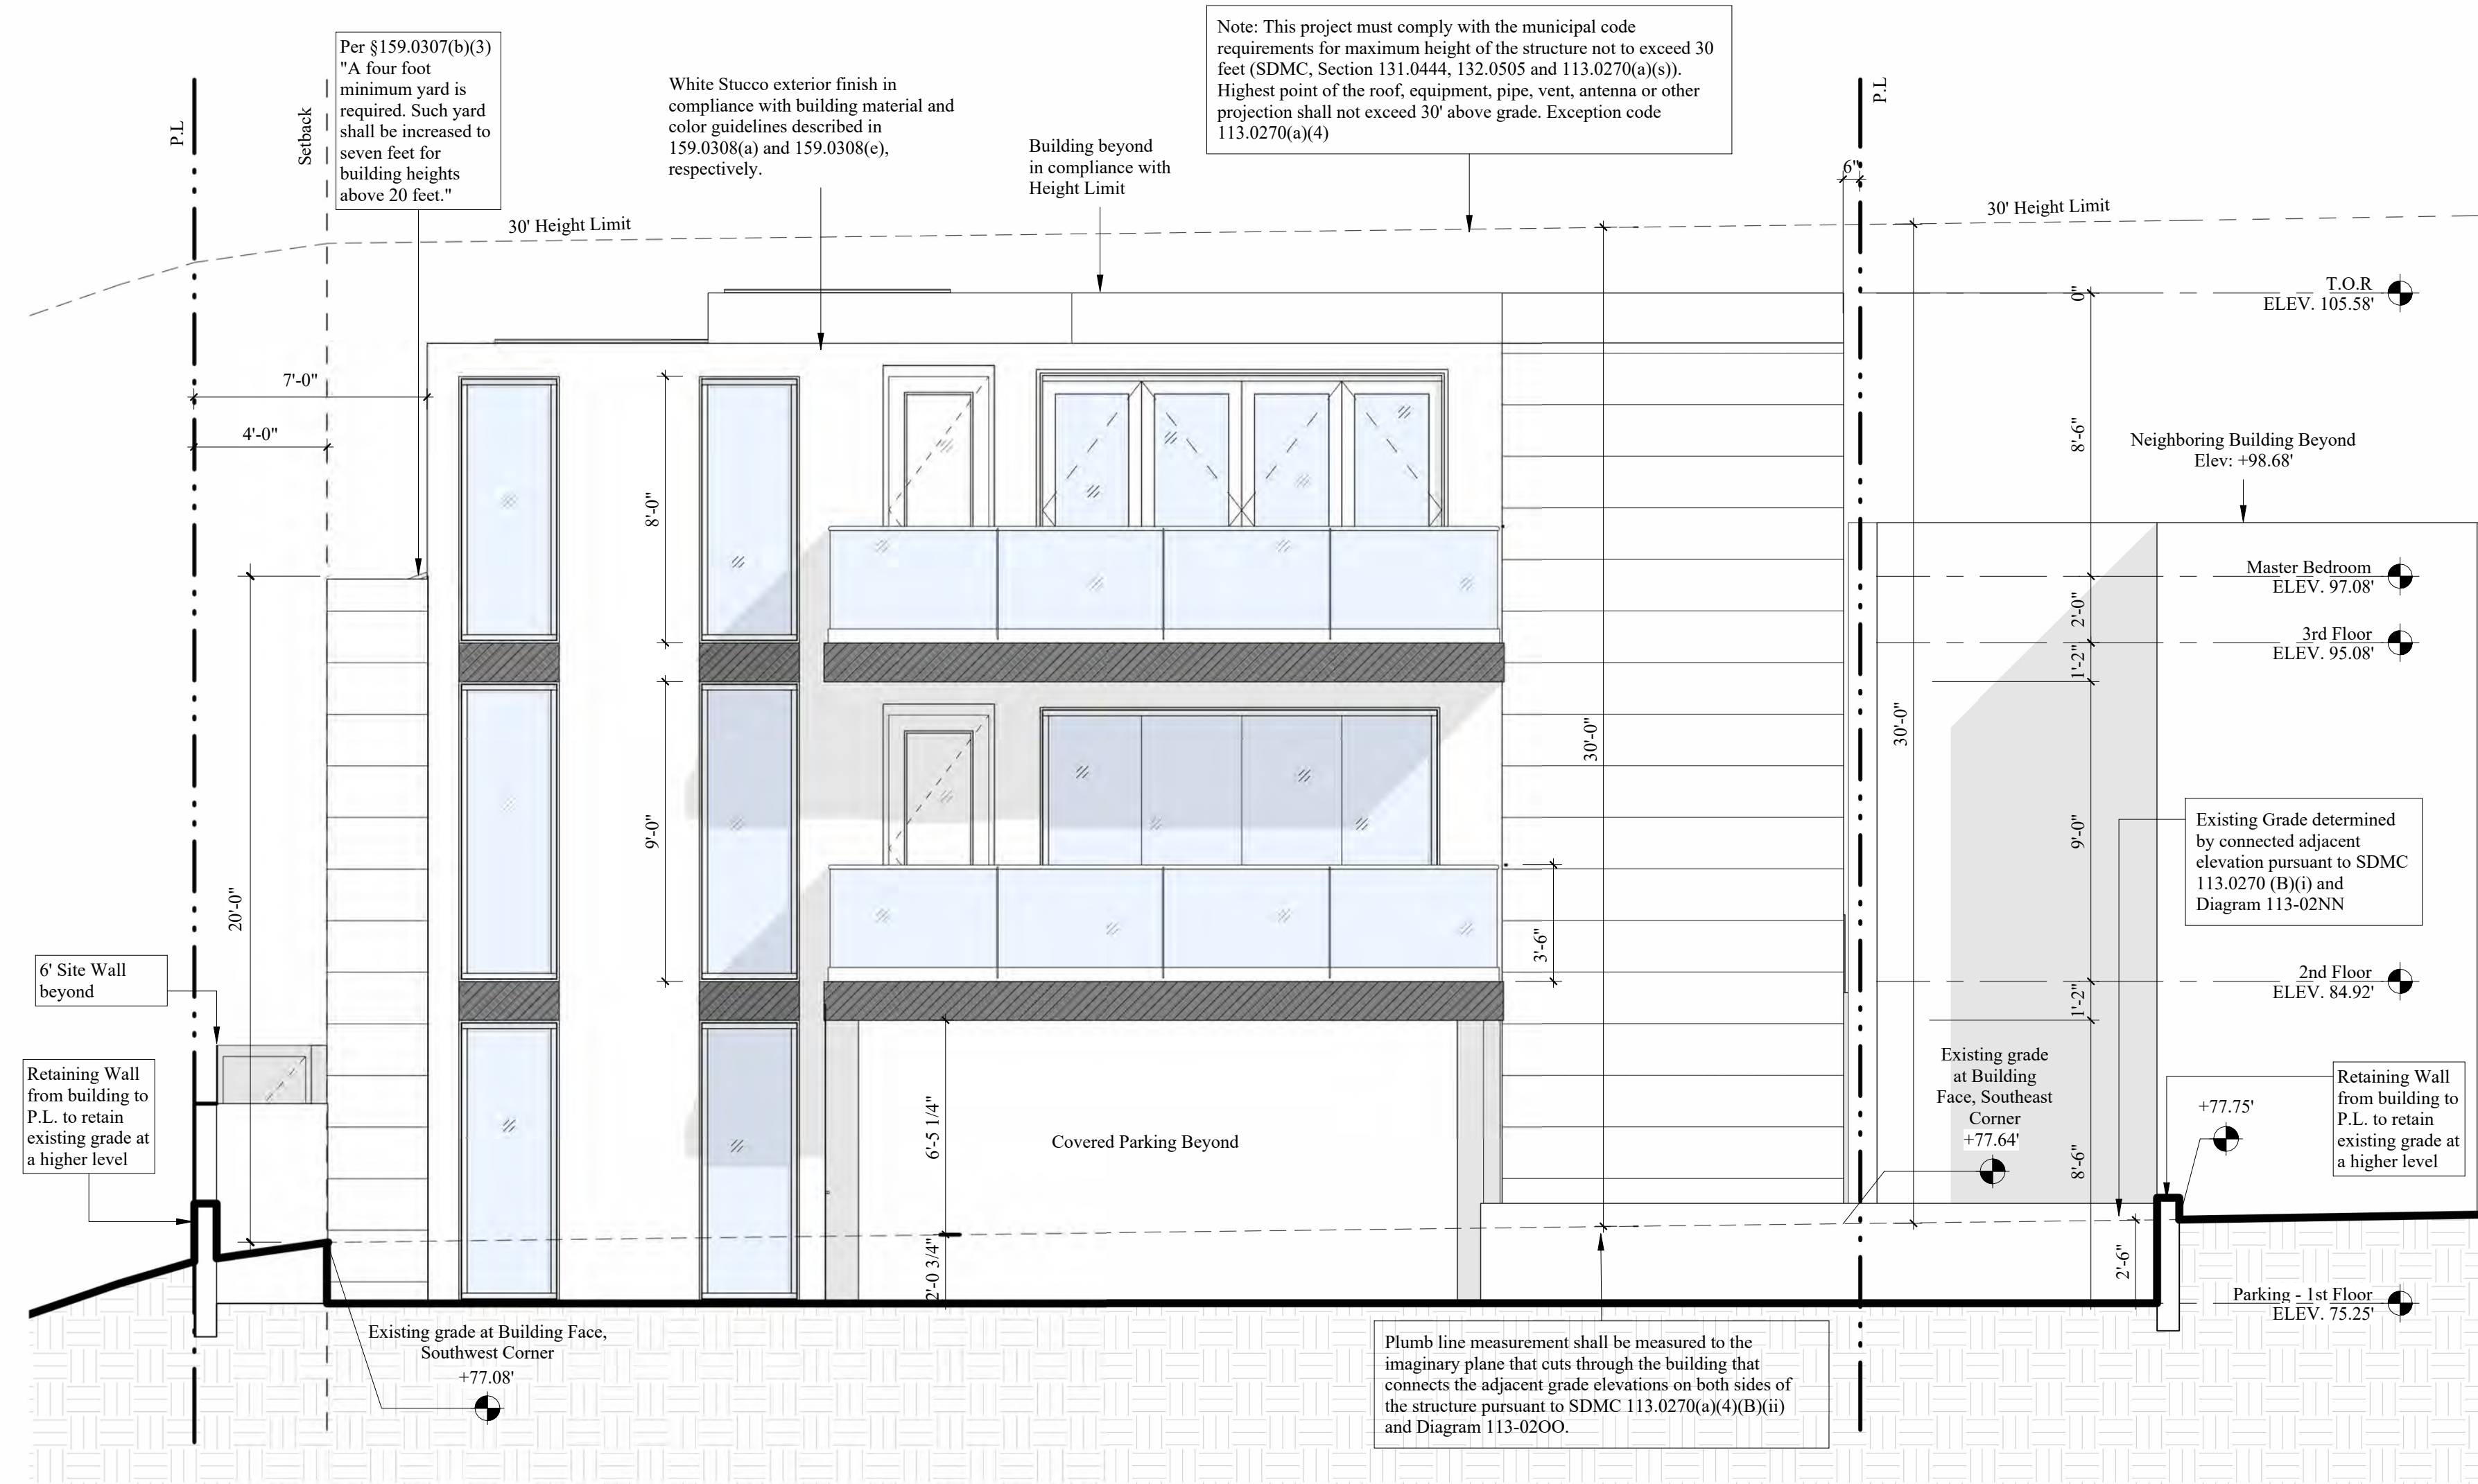 Per §159.0307(b)(3)
"A four foot
minimum yard is
required. Such yard
shall be increased to
seven feet for
building heights
above 20 feet."
P.L
Setback
White Stucco exterior finish in
compliance with building material and
color guidelines described in
159.0308(a) and 159.0308(e),
respectively.
Building beyond
in compliance with
Height Limit
Note: This project must comply with the municipal code
requirements for maximum height of the structure not to exceed 30
feet (SDMC, Section 131.0444, 132.0505 and 113.0270(a)(s)).
Highest point of the roof, equipment, pipe, vent, antenna or other
projection shall not exceed 30' above grade. Exception code
113.0270(a)(4)
P.L
6"
30' Height Limit
30' Height Limit
T.O.R
ELEV. 105.58'
0"
7'-0"
4'-0"
8'-6"
Neighboring Building Beyond
Elev: +98.68'
8'-0"
Master Bedroom
ELEV. 97.08'
2'-0"
3rd Floor
ELEV. 95.08'
1'-2"
30'-0"
30'-0"
9'-0"
9'-0"
Existing Grade determined
by connected adjacent
elevation pursuant to SDMC
113.0270 (B)(i) and
Diagram 113-02NN
20'-0"
3'-6"
6' Site Wall
beyond
2nd Floor
ELEV. 84.92'
1'-2"
Retaining Wall
from building to
P.L. to retain
existing grade at
a higher level
6'-5 1/4"
Covered Parking Beyond
Existing grade
at Building
Face, Southeast
Corner
+77.64'
8'-6"
+77.75'
Retaining Wall
from building to
P.L. to retain
existing grade at
a higher level
2'-0 3/4"
2'-6"
Parking - 1st Floor
ELEV. 75.25'
Existing grade at Building Face,
Southwest Corner
+77.08'
Plumb line measurement shall be measured to the
imaginary plane that cuts through the building that
connects the adjacent grade elevations on both sides of
the structure pursuant to SDMC 113.0270(a)(4)(B)(ii)
and Diagram 113-02OO.